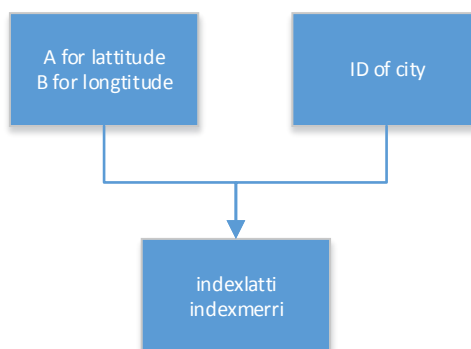 A for lattitude
B for longtitude
ID of city
indexlatti
indexmerri